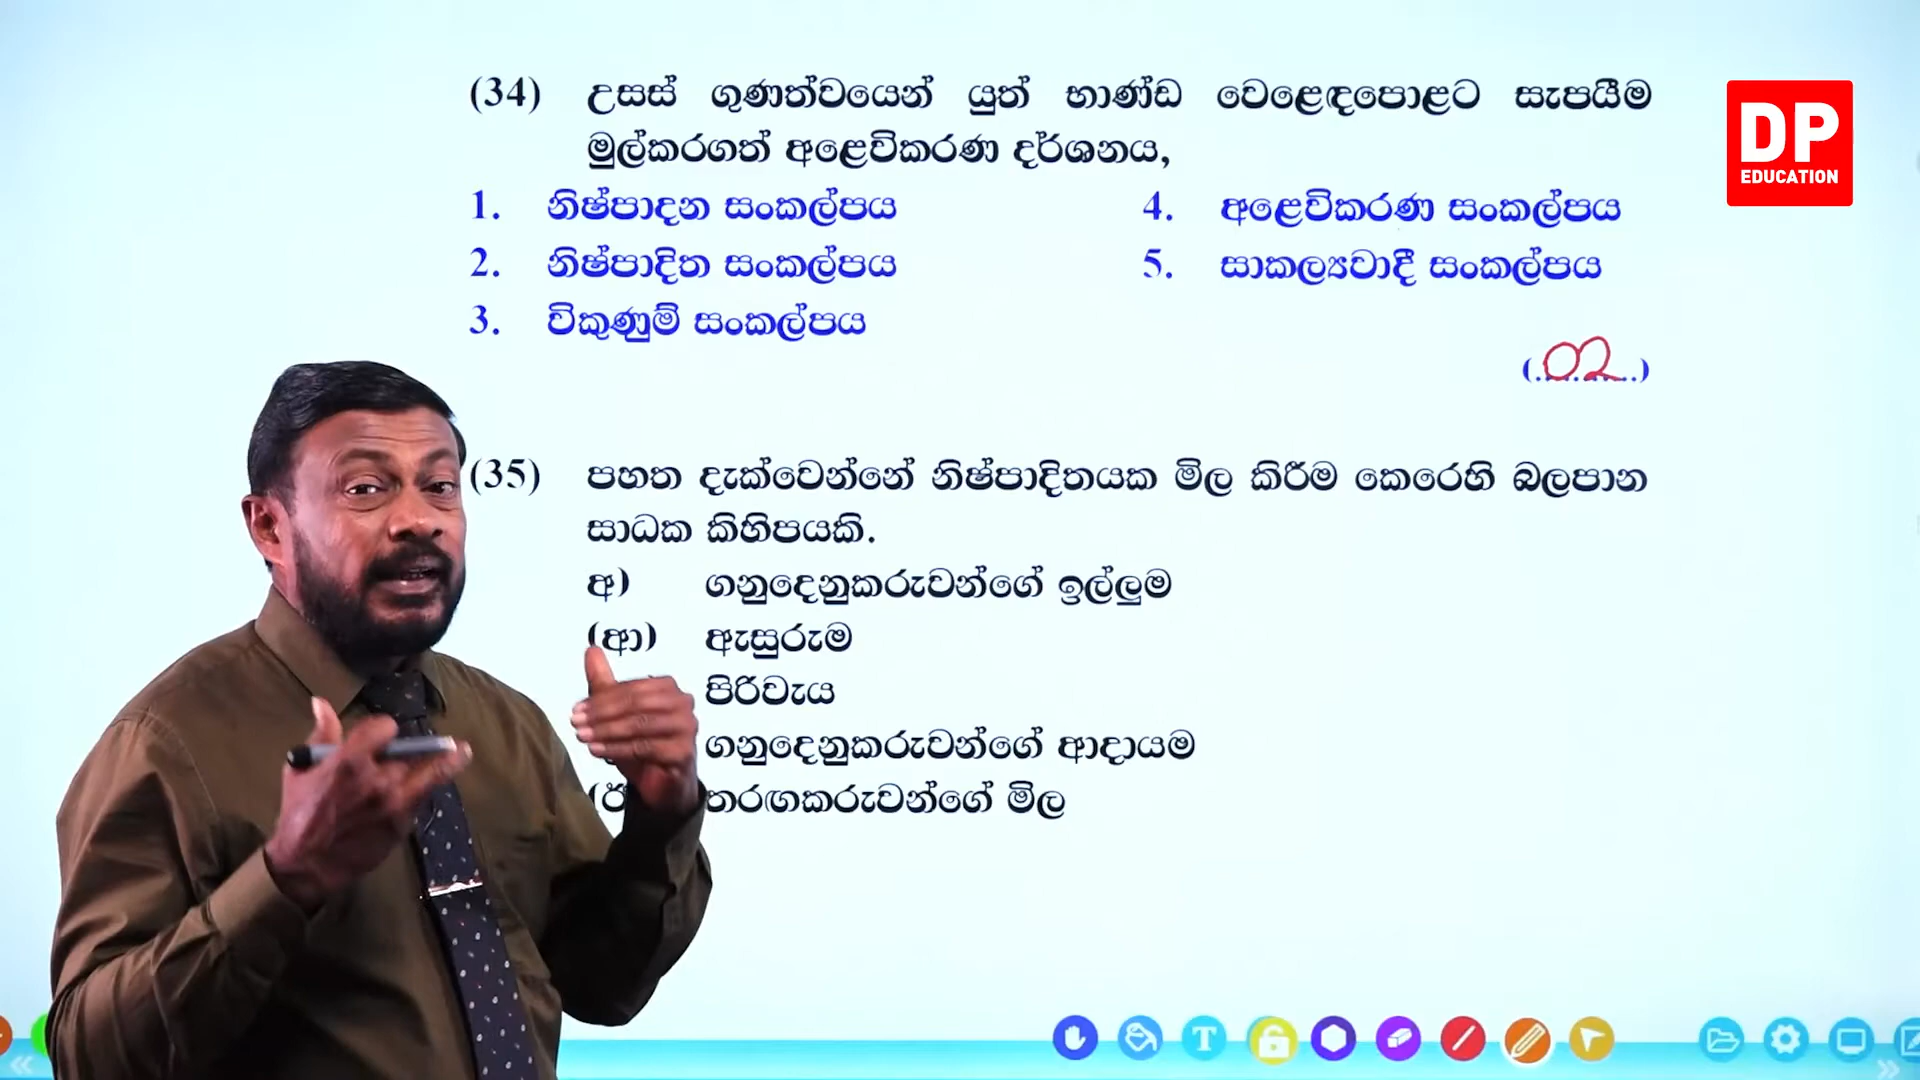 (34) උසස් ගුණත්වයෙන් යුත් භාණ්ඩ වෙළෙඳපොළට සැපයීම
මුල්කරගත් අළෙවිකරණ දර්ශනය,
1. නිෂ්පාදන සංකල්පය
4. අළෙවිකරණ සංකල්පය
2. නිෂ්පාදිත සංකල්පය
5. සාකල්‍යවාදී සංකල්පය
3. විකුණුම් සංකල්පය
(....02....)
(35) පහත දැක්වෙන්නේ නිෂ්පාදිතයක මිල කිරීම කෙරෙහි බලපාන
සාධක කිහිපයකි.
අ) ගනුදෙනුකරුවන්ගේ ඉල්ලුම
(ආ) ඇසුරුම
පිරිවැය
ගනුදෙනුකරුවන්ගේ ආදායම
(ඊ තරඟකරුවන්ගේ මිල
DP
EDUCATION
T